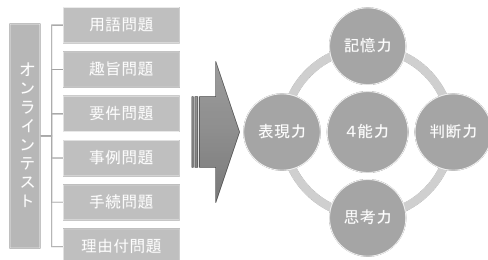 オンラインテスト
用語問題
趣旨問題
要件問題
事例問題
手続問題
理由付問題
記憶力
表現力
4能力
判断力
思考力